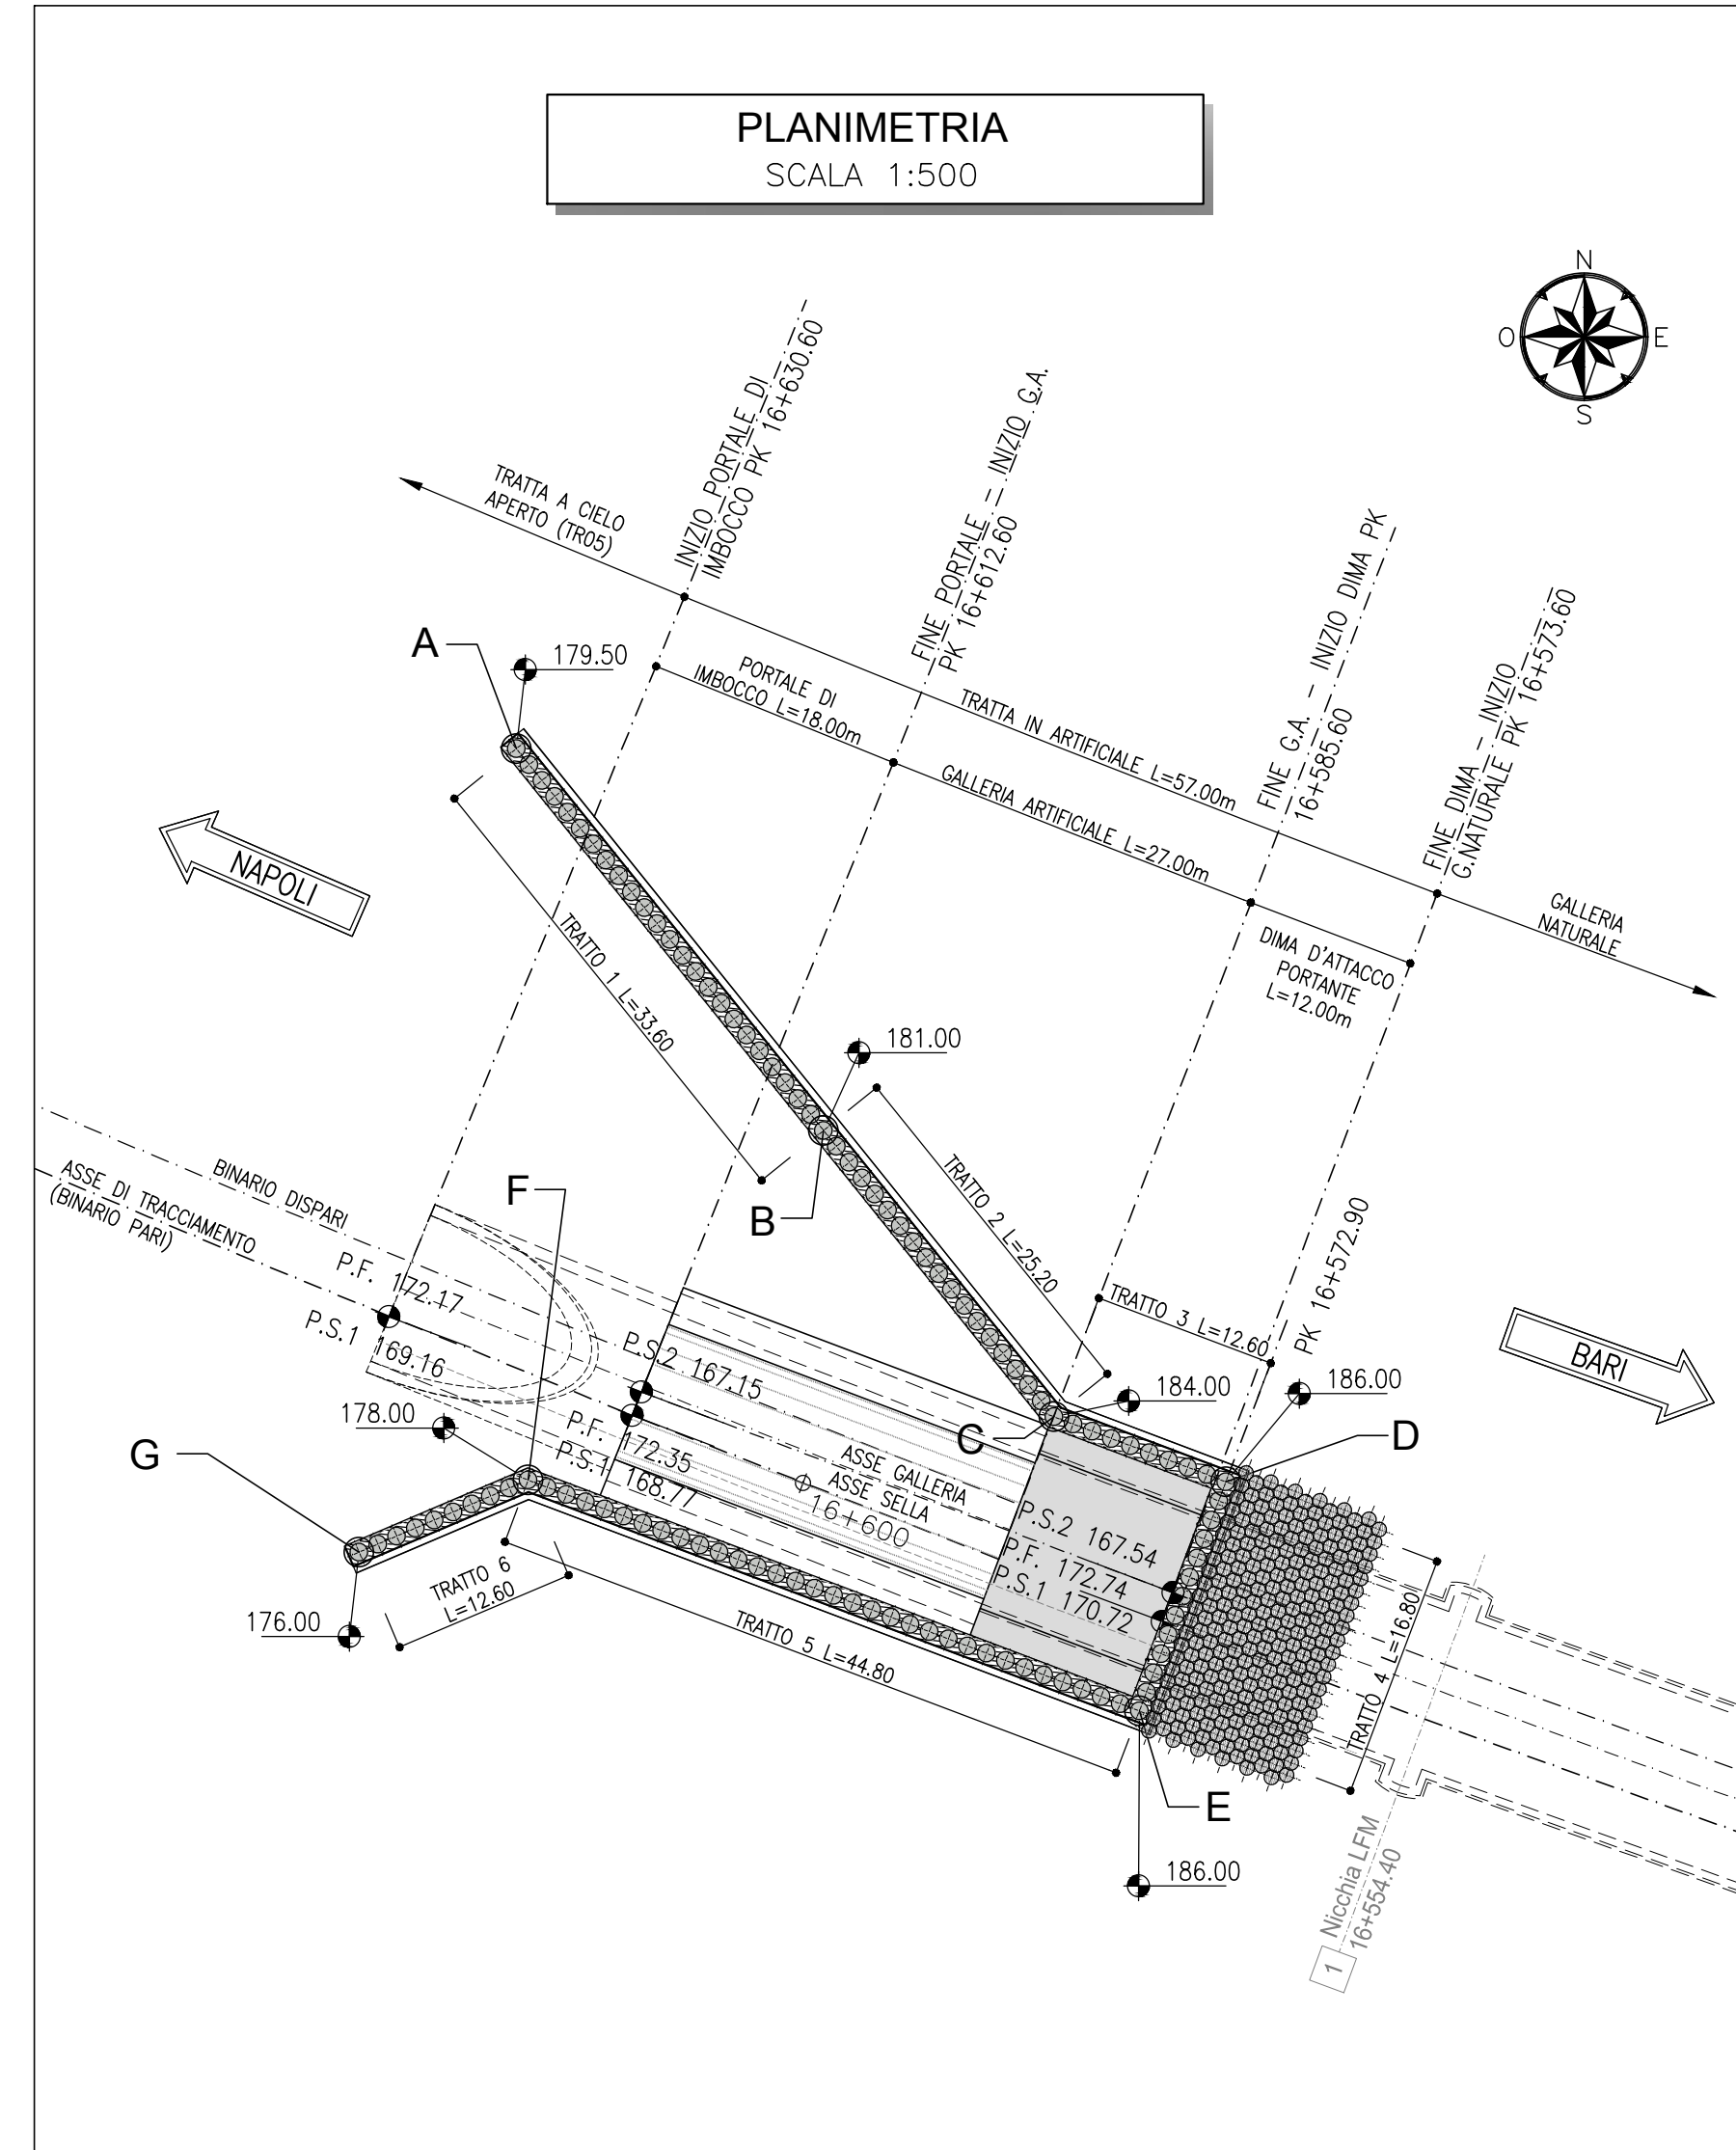 PLANIMETRIA
SCALA 1:500
N
O
E
S
INIZIO PORTALE DI
IMBOCCO PK 16+630.60
FINE PORTALE - INIZIO G.A.
PK 16+612.60
FINE G.A. - INIZIO DIMA PK
16+585.60
FINE DIMA - INIZIO
G.NATURALE PK 16+573.60
TRATTA A CIELO
APERTO (TR05)
A
179.50
PORTALE DI
IMBOCCO L=18.00m
TRATTA IN ARTIFICIALE L=57.00m
GALLERIA ARTIFICIALE L=27.00m
GALLERIA
NATURALE
DIMA D'ATTACCO
PORTANTE
L=12.00m
NAPOLI
TRATTO 1 L=33.60
181.00
B
TRATTO 2 L=25.20
BINARIO DISPARI
ASSE DI TRACCIAMENTO
(BINARIO PARI)
F
PK 16+572.90
TRATTO 3 L=12.60
BARI
P.F. 172.17
P.S.1 169.16
P.S.2 167.15
184.00
186.00
178.00
P.F. 172.35
P.S.1 168.77
ASSE GALLERIA
ASSE SELLA
16+600
C
D
G
P.S.2 167.54
P.F. 172.74
P.S.1 170.72
TRATTO 6
L=12.60
176.00
TRATTO 5 L=44.80
TRATTO 4 L=16.80
E
186.00
1 Nicchia LFM
16+554.40